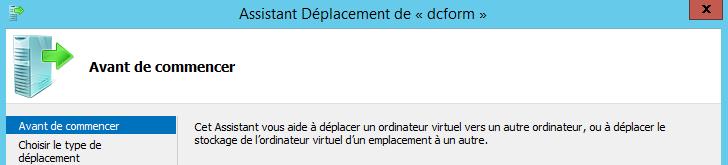 Assistant Déplacement de « dcform »
x
Avant de commencer
Avant de commencer
Choisir le type de
déplacement
Cet Assistant vous aide à déplacer un ordinateur virtuel vers un autre ordinateur, ou à déplacer le
stockage de l'ordinateur virtuel d'un emplacement à un autre.